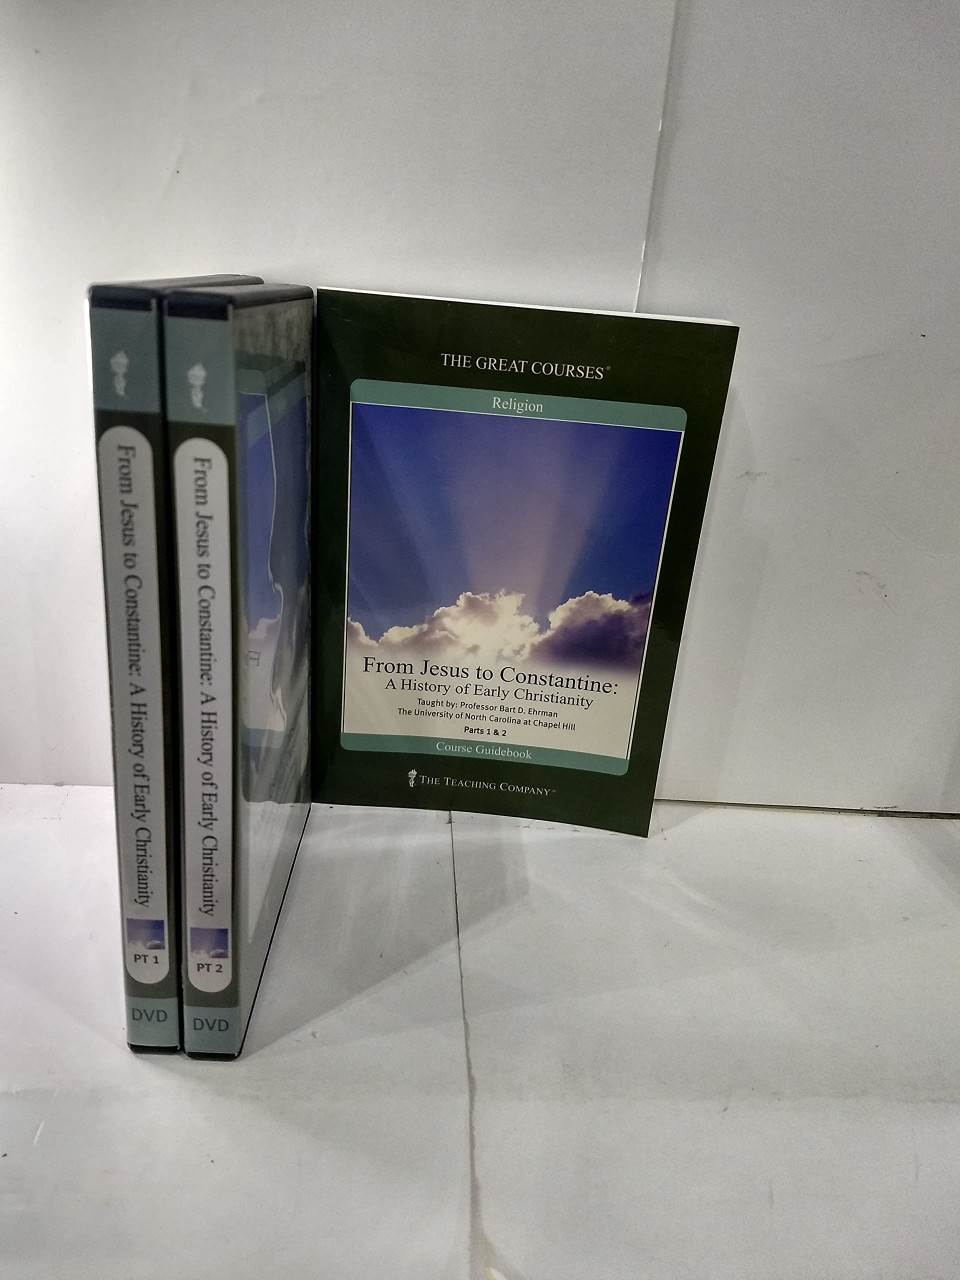 From Jesus to Constantine: A History of Early Christianity
PT 1
DVD
From Jesus to Constantine: A History of Early Christianity
PT 2
DVD
THE GREAT COURSES®
Religion
From Jesus to Constantine:
A History of Early Christianity
Taught by: Professor Bart D. Ehrman
The University of North Carolina at Chapel Hill
Parts 1 & 2
Course Guidebook
THE TEACHING COMPANY™